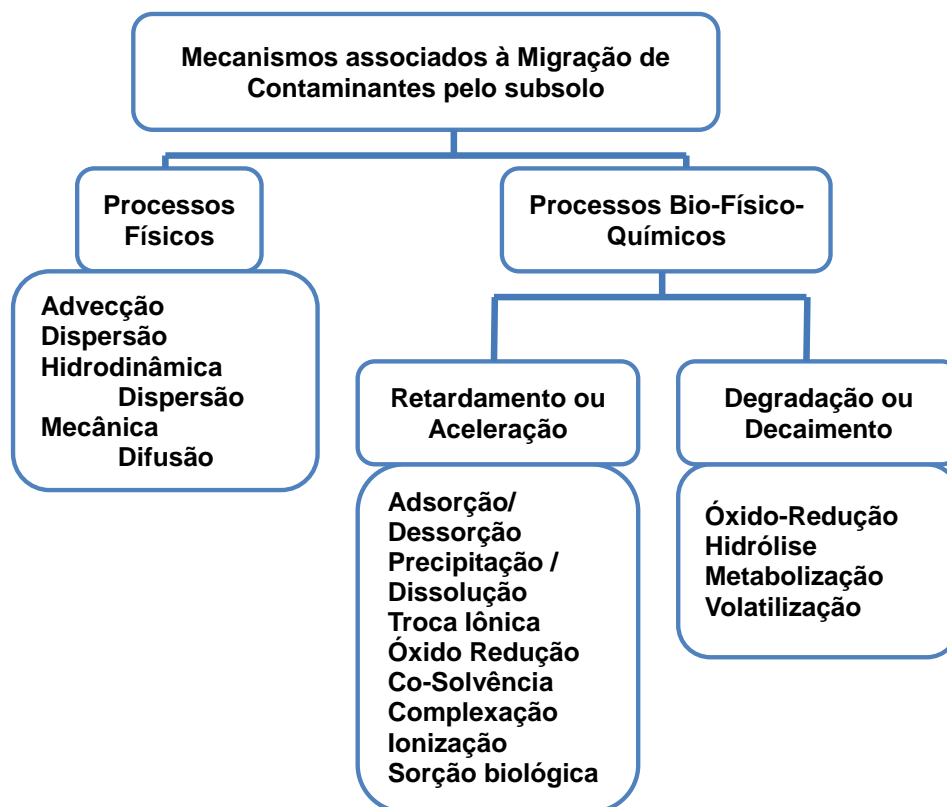 Mecanismos associados à Migração de
Contaminantes pelo subsolo
Processos
Físicos
Processos Bio-Físico-
Químicos
Advecção
Dispersão
Hidrodinâmica
Dispersão
Mecânica
Difusão
Retardamento ou
Aceleração
Degradação ou
Decaimento
Adsorção/
Dessorção
Precipitação /
Dissolução
Troca Iônica
Óxido Redução
Co-Solvência
Complexação
Ionização
Sorção biológica
Óxido-Redução
Hidrólise
Metabolização
Volatilização